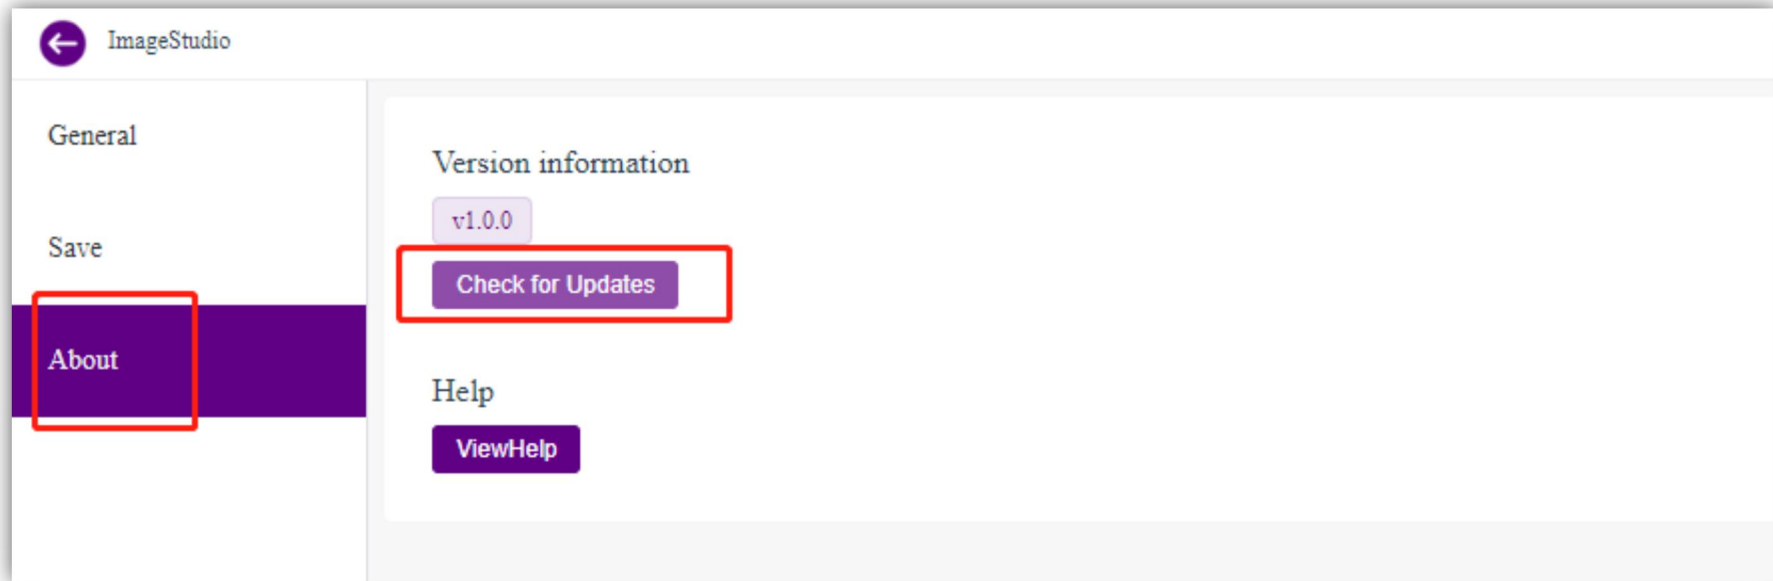 ImageStudio
General
Save
About
Version information
v1.0.0
Check for Updates
Help
ViewHelp